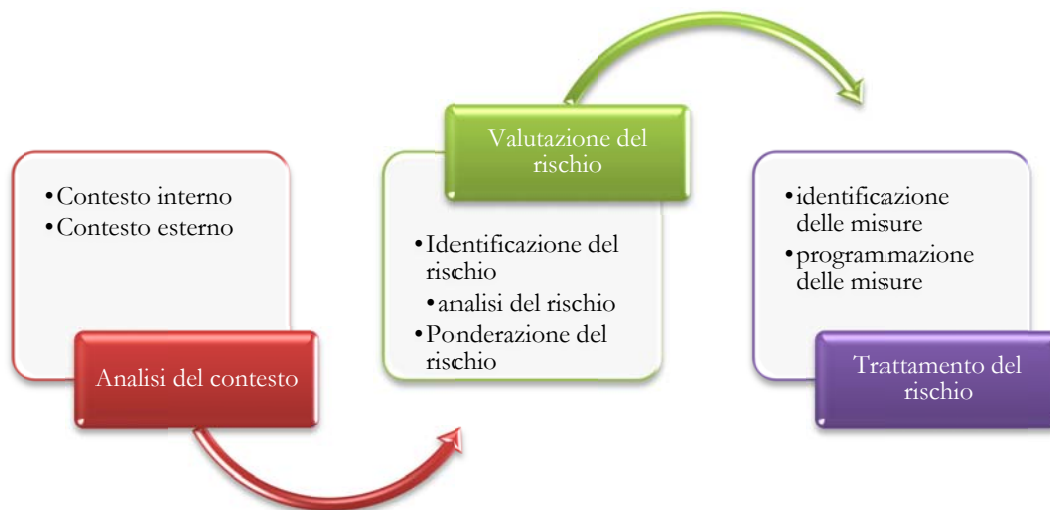 •Contesto interno
•Contesto esterno
Analisi del contesto
Valutazione del
rischio
•Identificazione del
rischio
•analisi del rischio
•Ponderazione del
rischio
•identificazione
delle misure
•programmazione
delle misure
Trattamento del
rischio